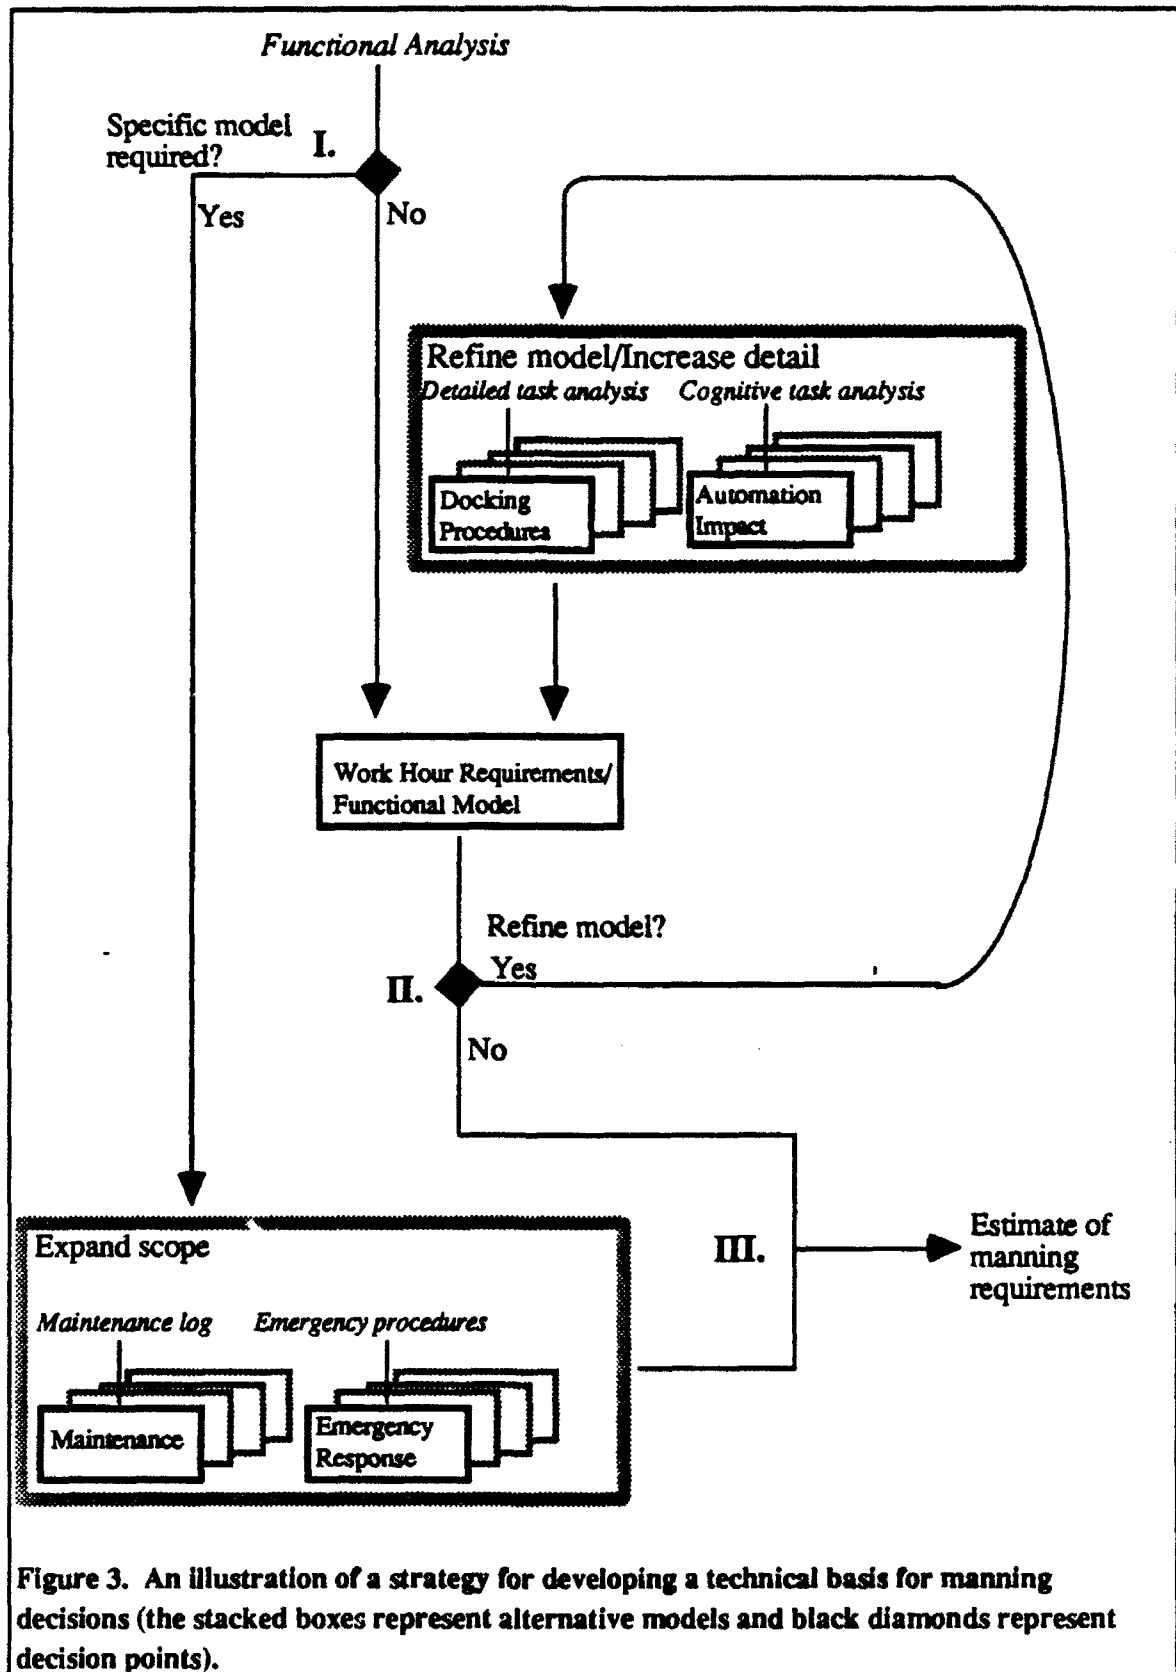 Functional Analysis
Specific model
required?
I.
Yes
No
Refine model/Increase detail
Detailed task analysis
Cognitive task analysis
Docking
Procedures
Automation
Impact
Work Hour Requirements/
Functional Model
Refine model?
Yes
II.
No
III.
Estimate of
manning
requirements
Expand scope
Maintenance log
Emergency procedures
Maintenance
Emergency
Response
Figure 3. An illustration of a strategy for developing a technical basis for manning
decisions (the stacked boxes represent alternative models and black diamonds represent
decision points).